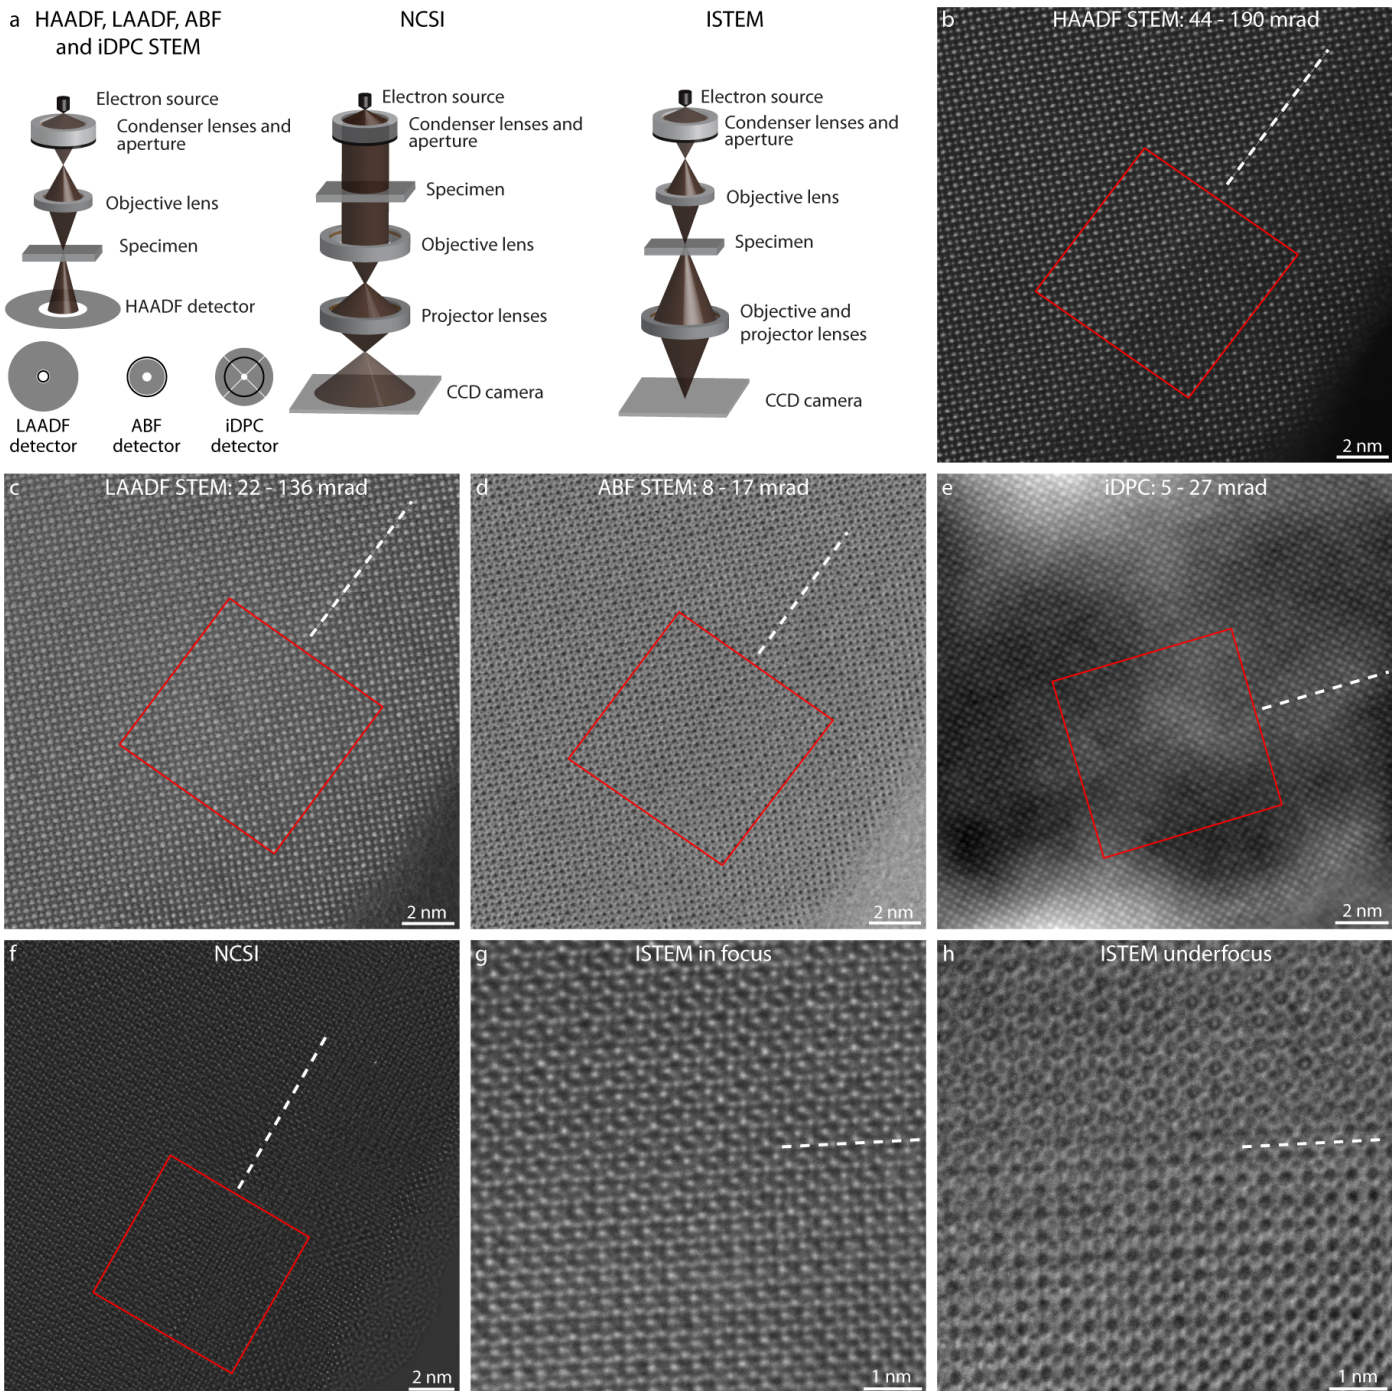 a HAADF, LAADF, ABF
and iDPC STEM
Electron source
Condenser lenses and
aperture
Objective lens
Specimen
HAADF detector
LAADF
detector
ABF
detector
iDPC
detector
NCSI
Electron source
Condenser lenses and
aperture
Specimen
Objective lens
Projector lenses
CCD camera
ISTEM
Electron source
Condenser lenses and
aperture
Objective lens
Specimen
Objective and
projector lenses
CCD camera
b HAADF STEM: 44 - 190 mrad
2 nm
c LAADF STEM: 22 - 136 mrad
2 nm
d ABF STEM: 8 - 17 mrad
2 nm
e iDPC: 5 - 27 mrad
2 nm
f NCSI
2 nm
g ISTEM in focus
1 nm
h ISTEM underfocus
1 nm